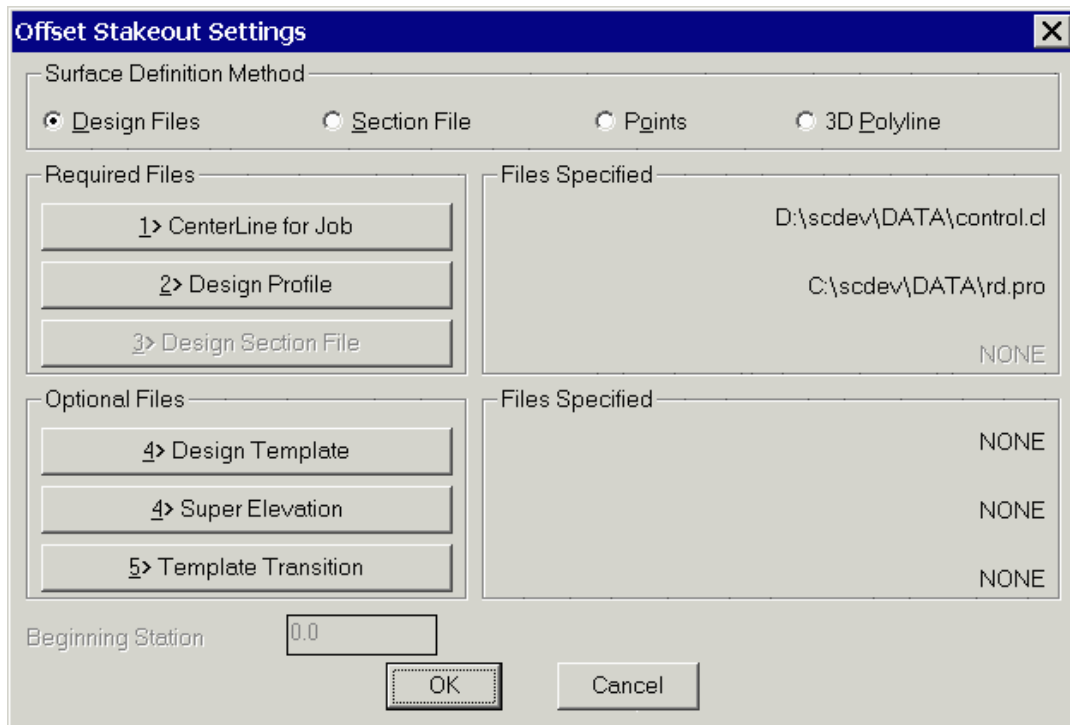 Offset Stakeout Settings
Surface Definition Method
Design Files Section File Points 3D Polyline
Required Files
1> CenterLine for Job
2> Design Profile
3> Design Section File
Files Specified
D:\scdev\DATA\control.cl
C:\scdev\DATA\rd.pro
NONE
Optional Files
4> Design Template
4> Super Elevation
5> Template Transition
Files Specified
NONE
NONE
NONE
Beginning Station 0.0
OK Cancel